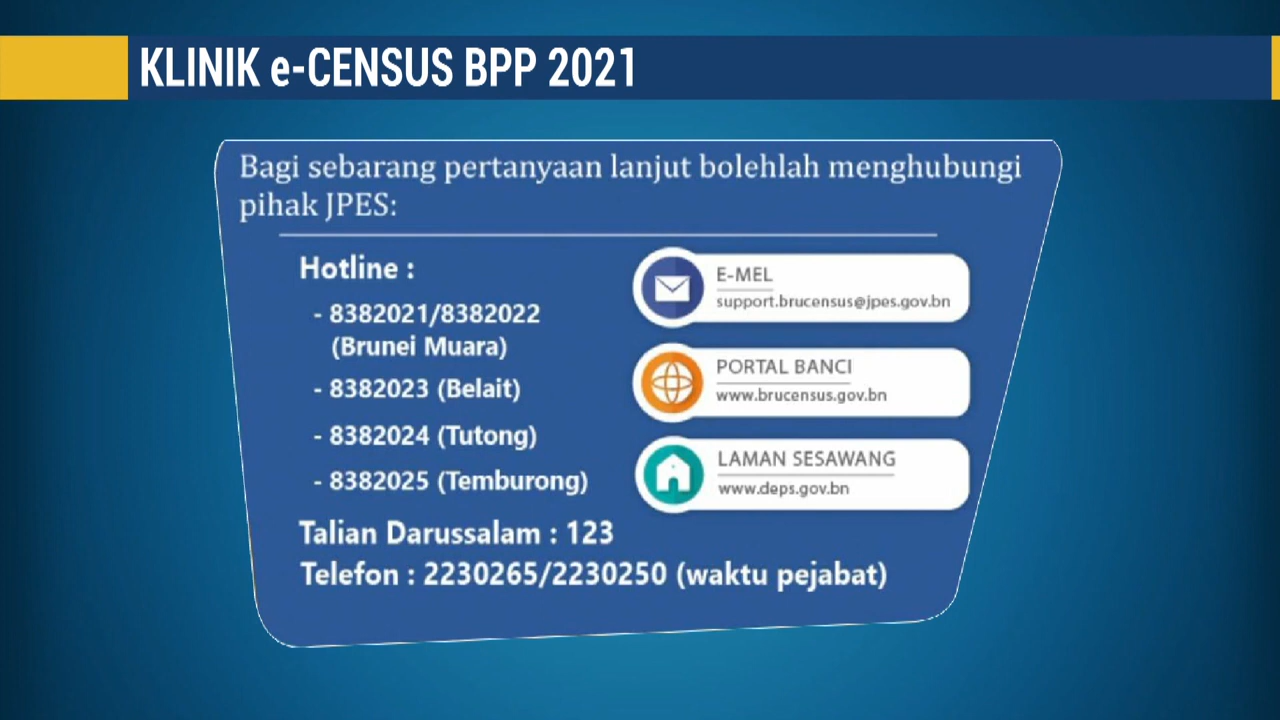 KLINIK e-CENSUS BPP 2021
Bagi sebarang pertanyaan lanjut bolehlah menghubungi
pihak JPES:
Hotline :
- 8382021/8382022
(Brunei Muara)
- 8382023 (Belait)
- 8382024 (Tutong)
- 8382025 (Temburong)
E-MEL
support.brucensus@jpes.gov.bn
PORTAL BANCI
www.brucensus.gov.bn
LAMAN SESAWANG
www.deps.gov.bn
Talian Darussalam : 123
Telefon : 2230265/2230250 (waktu pejabat)